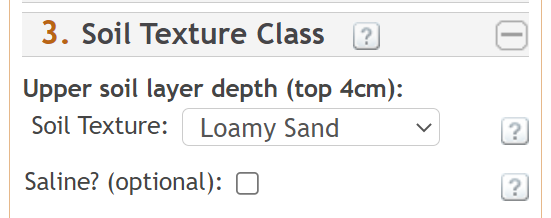 3. Soil Texture Class ?
Upper soil layer depth (top 4cm):
Soil Texture: Loamy Sand ?
Saline? (optional): ?